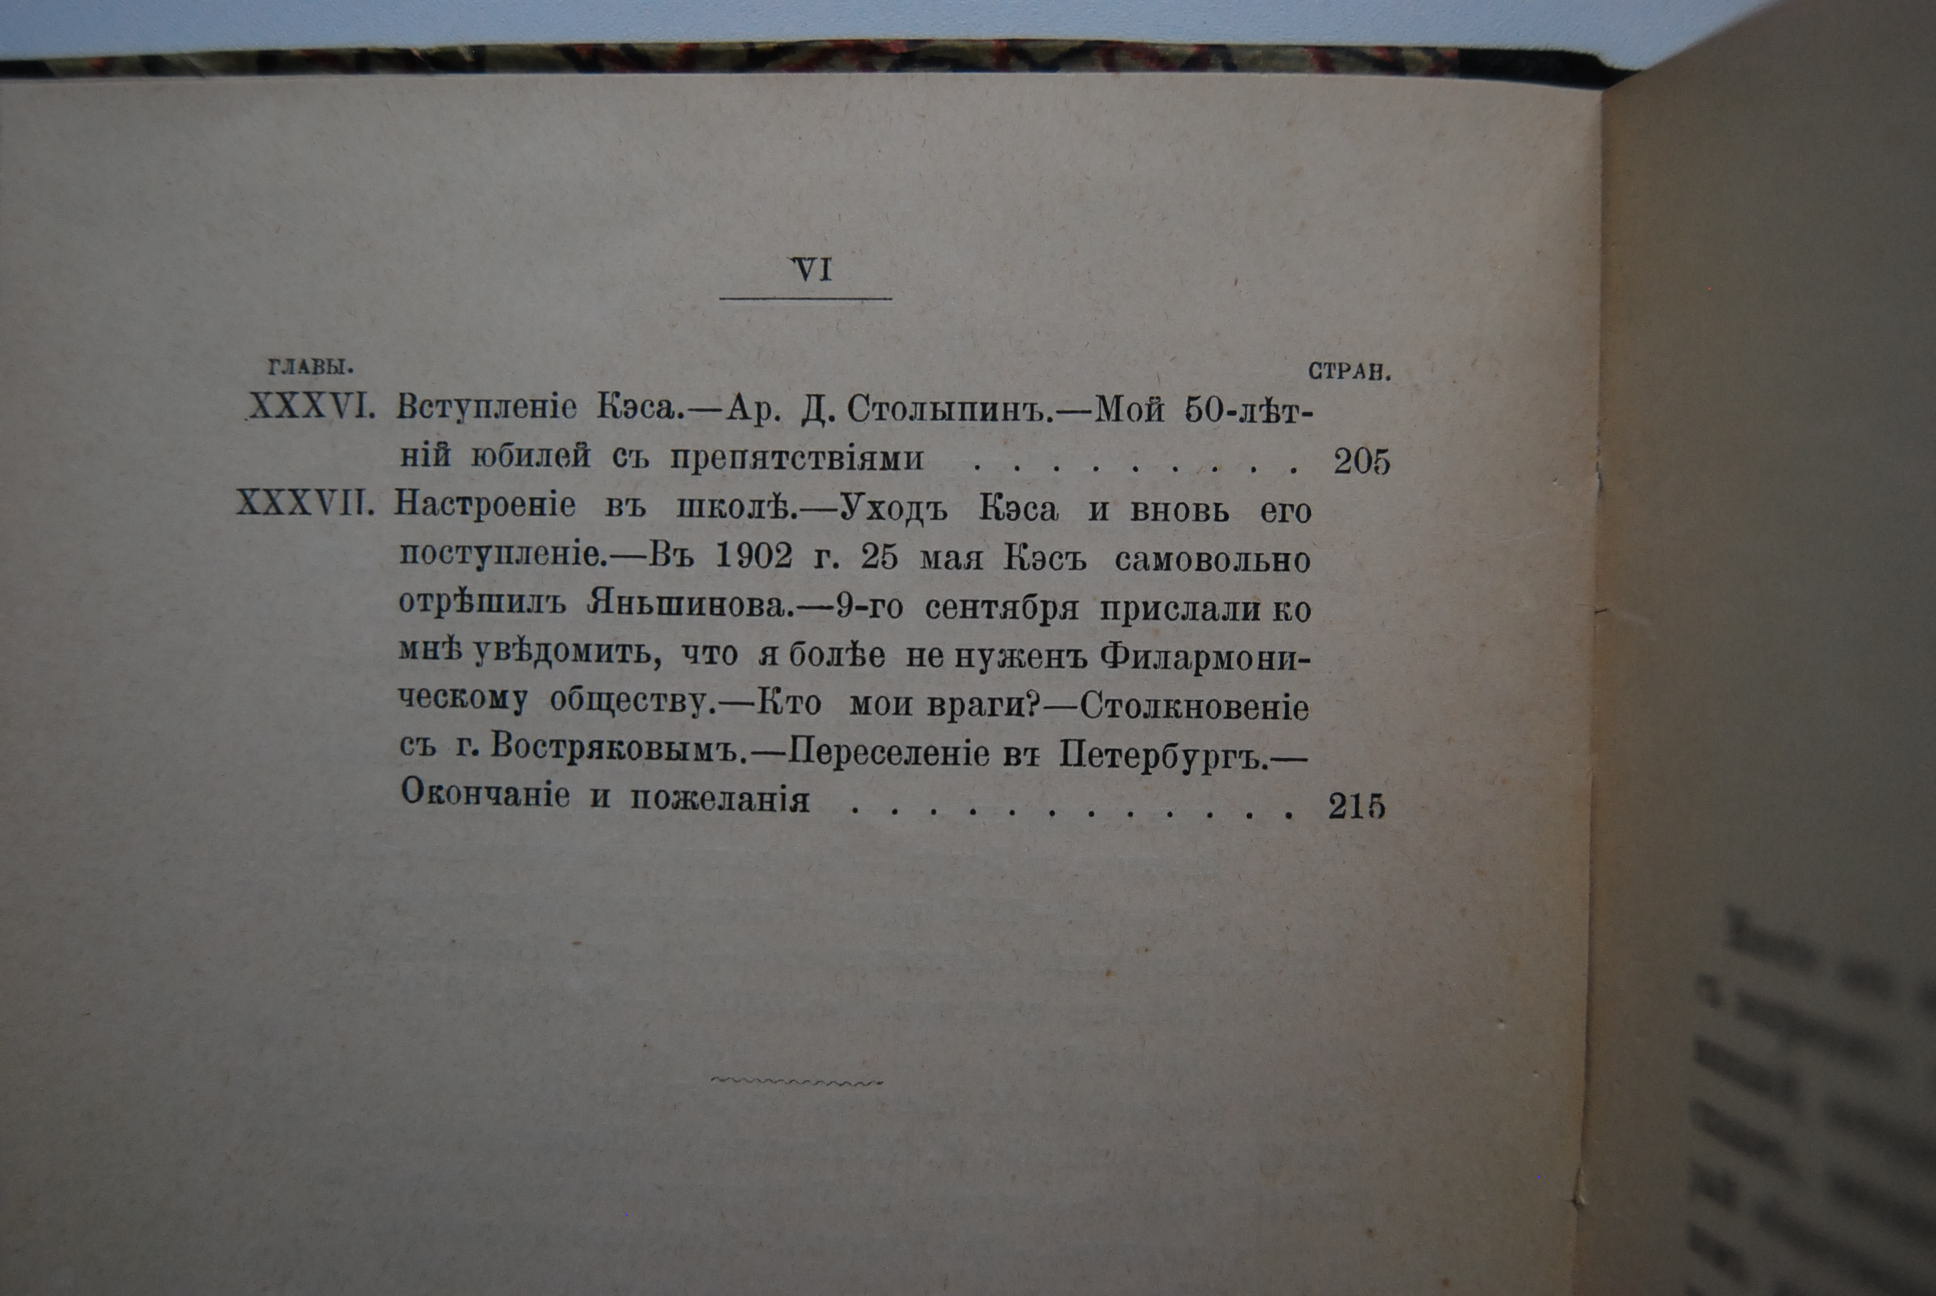 VI
ГЛАВЫ. СТРАН.
XXXVI. Вступленіе Кэса.—Ар. Д. Столыпинъ.—Мой 50-лѣт-
ній юбилей съ препятствіями . . . . . . . . . 205
XXXVII. Настроеніе въ школѣ.—Уходъ Кэса и вновь его
поступленіе.—Въ 1902 г. 25 мая Кэсъ самовольно
отрѣшилъ Яньшинова.—9-го сентября прислали ко
мнѣ увѣдомить, что я болѣе не нуженъ Филармони-
ческому обществу.—Кто мои враги?—Столкновеніе
съ г. Востряковымъ.—Переселеніе въ Петербургъ.—
Окончаніе и пожеланія . . . . . . . . . . . . 215